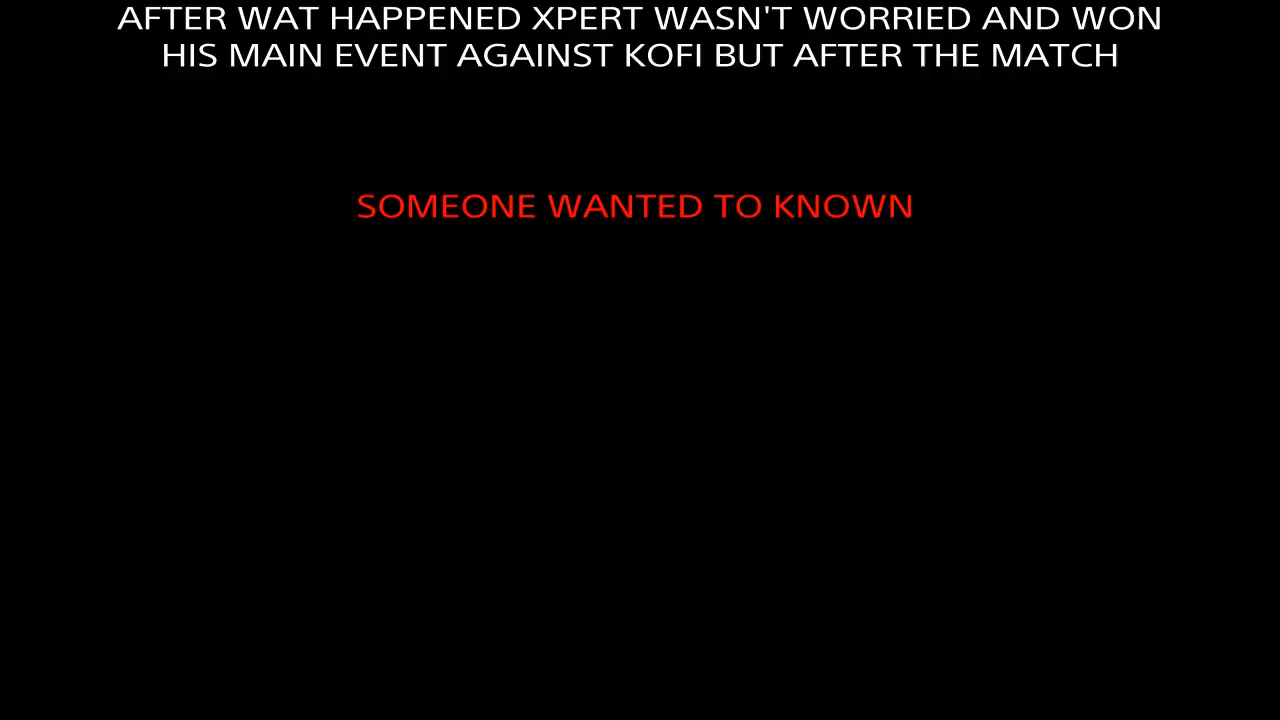 AFTER WAT HAPPENED XPERT WASN'T WORRIED AND WON
HIS MAIN EVENT AGAINST KOFI BUT AFTER THE MATCH
SOMEONE WANTED TO KNOWN